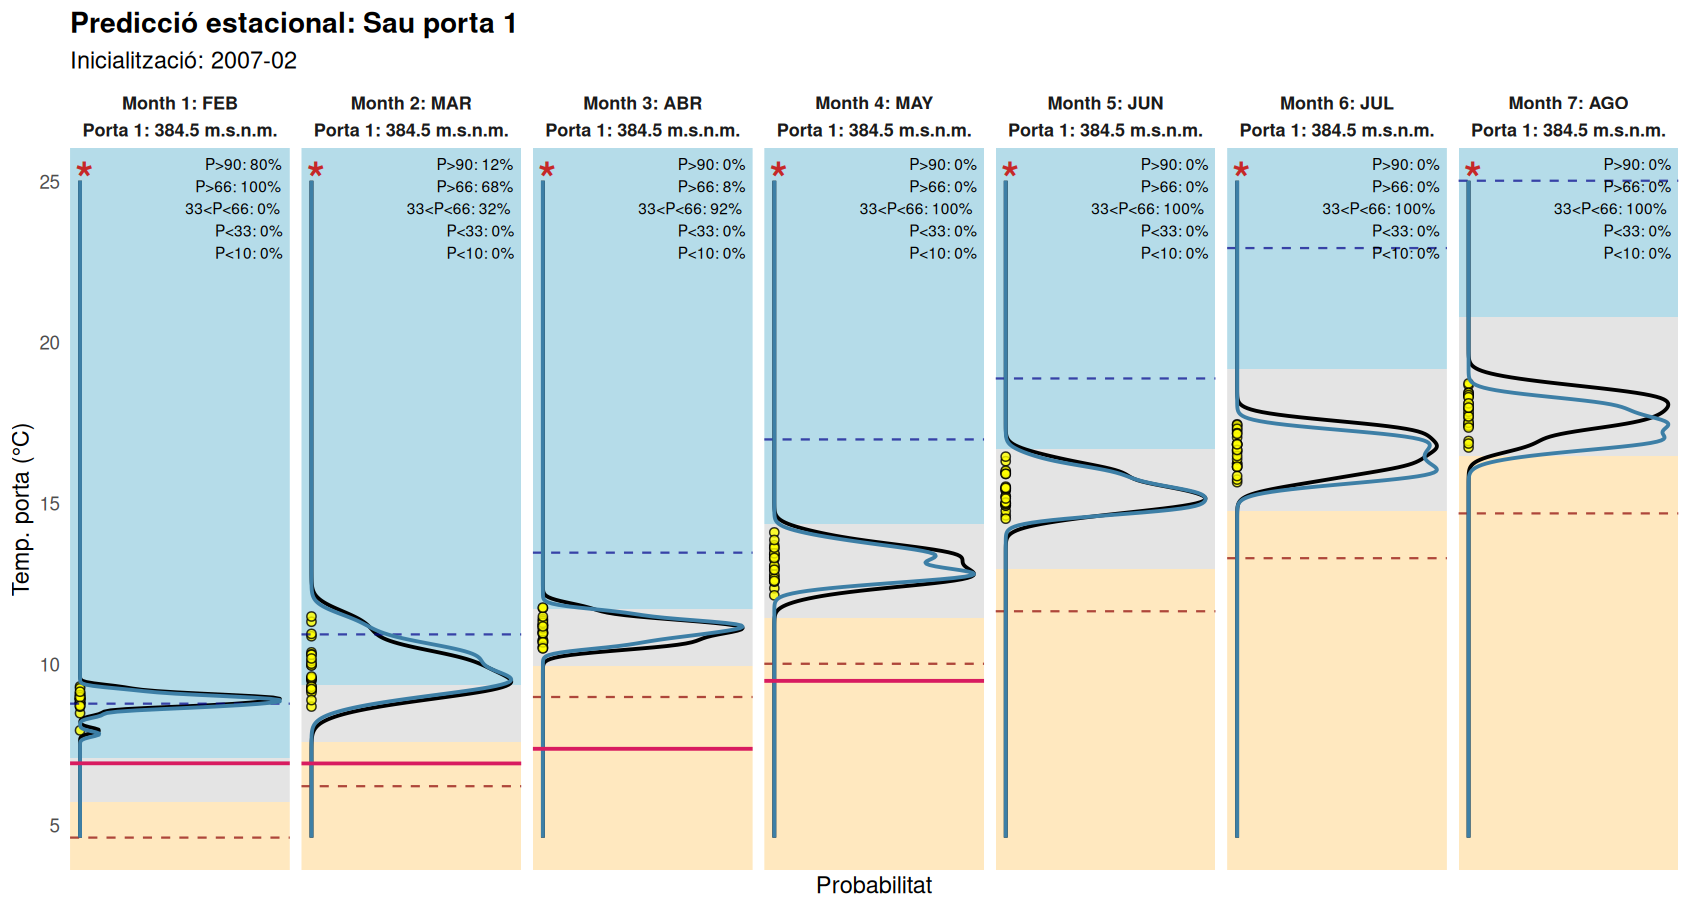 Predicció estacional: Sau porta 1
Inicialització: 2007-02
Month 1: FEB
Porta 1: 384.5 m.s.n.m.
Month 2: MAR
Porta 1: 384.5 m.s.n.m.
Month 3: ABR
Porta 1: 384.5 m.s.n.m.
Month 4: MAY
Porta 1: 384.5 m.s.n.m.
Month 5: JUN
Porta 1: 384.5 m.s.n.m.
Month 6: JUL
Porta 1: 384.5 m.s.n.m.
Month 7: AGO
Porta 1: 384.5 m.s.n.m.
*
P>90: 80%
P>66: 100%
33<P<66: 0%
P<33: 0%
P<10: 0%
*
P>90: 12%
P>66: 68%
33<P<66: 32%
P<33: 0%
P<10: 0%
*
P>90: 0%
P>66: 8%
33<P<66: 92%
P<33: 0%
P<10: 0%
*
P>90: 0%
P>66: 0%
33<P<66: 100%
P<33: 0%
P<10: 0%
*
P>90: 0%
P>66: 0%
33<P<66: 100%
P<33: 0%
P<10: 0%
*
P>90: 0%
P>66: 0%
33<P<66: 100%
P<33: 0%
P<10: 0%
*
P>90: 0%
P>66: 0%
33<P<66: 100%
P<33: 0%
P<10: 0%
25
20
15
10
5
Temp. porta (°C)
Probabilitat